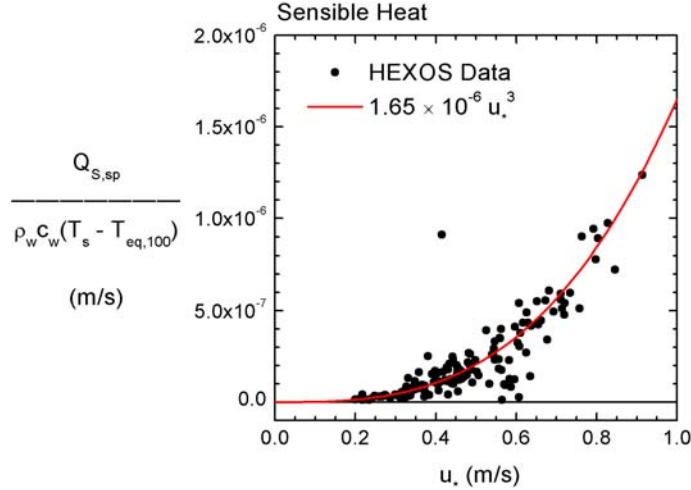 Sensible Heat
2.0x10⁻⁶
HEXOS Data
1.65 × 10⁻⁶ u*³
1.5x10⁻⁶
Q_S,sp
ρ_w c_w(T_s - T_eq,100)
(m/s)
1.0x10⁻⁶
5.0x10⁻⁷
0.0
0.0 0.2 0.4 0.6 0.8 1.0
u* (m/s)